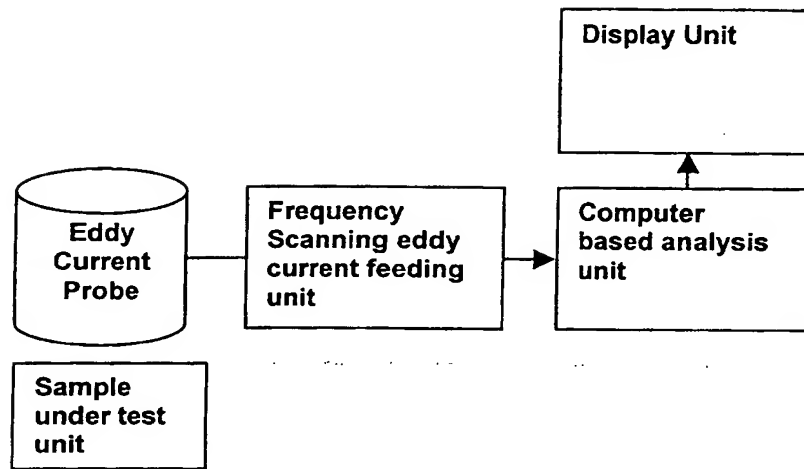 Display Unit
Eddy
Current
Probe
Frequency
Scanning eddy
current feeding
unit
Computer
based analysis
unit
Sample
under test
unit